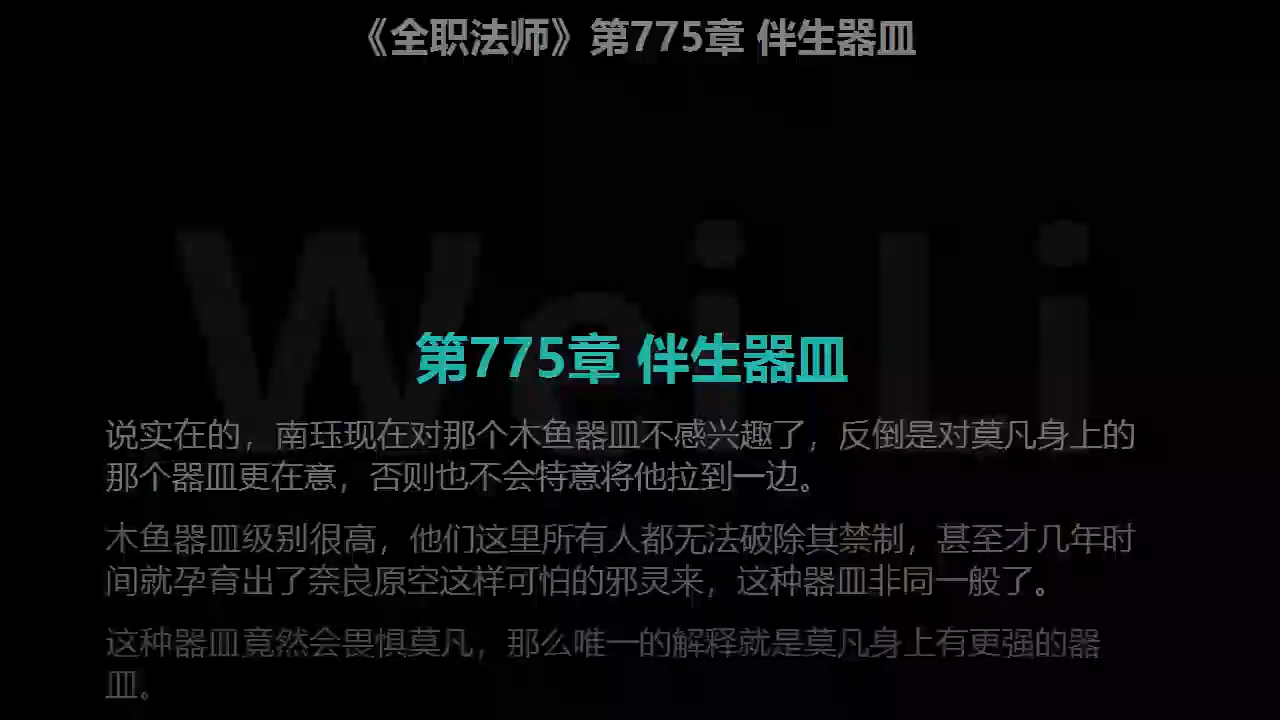 《全职法师》第775章 伴生器皿
Wei Li
第775章 伴生器皿
说实在的，南珏现在对那个木鱼器皿不感兴趣了，反倒是对莫凡身上的
那个器皿更在意，否则也不会特意将他拉到一边。
木鱼器皿级别很高，他们这里所有人都无法破除其禁制，甚至才几年时
间就孕育出了奈良原空这样可怕的邪灵来，这种器皿非同一般了。
这种器皿竟然会畏惧莫凡，那么唯一的解释就是莫凡身上有更强的器
皿。